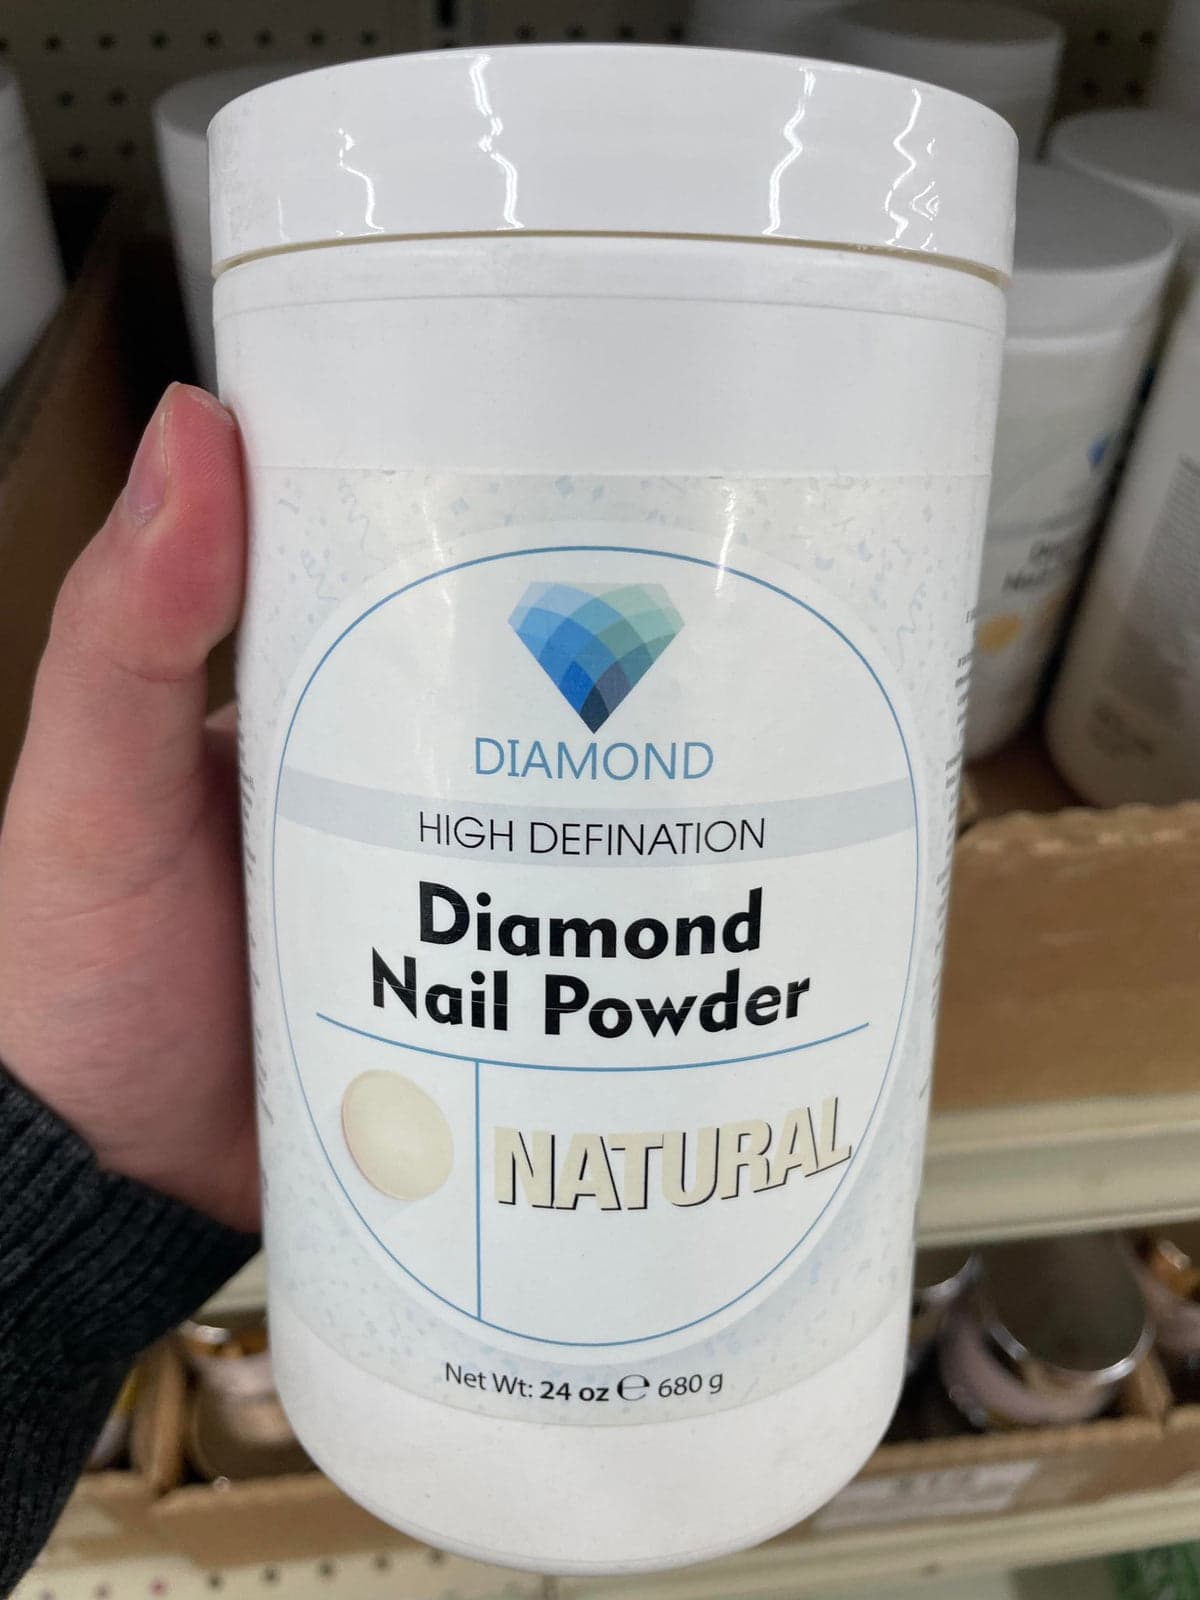 DIAMOND
HIGH DEFINATION
Diamond
Nail Powder
NATURAL
Net Wt: 24 oz ℮ 680 g